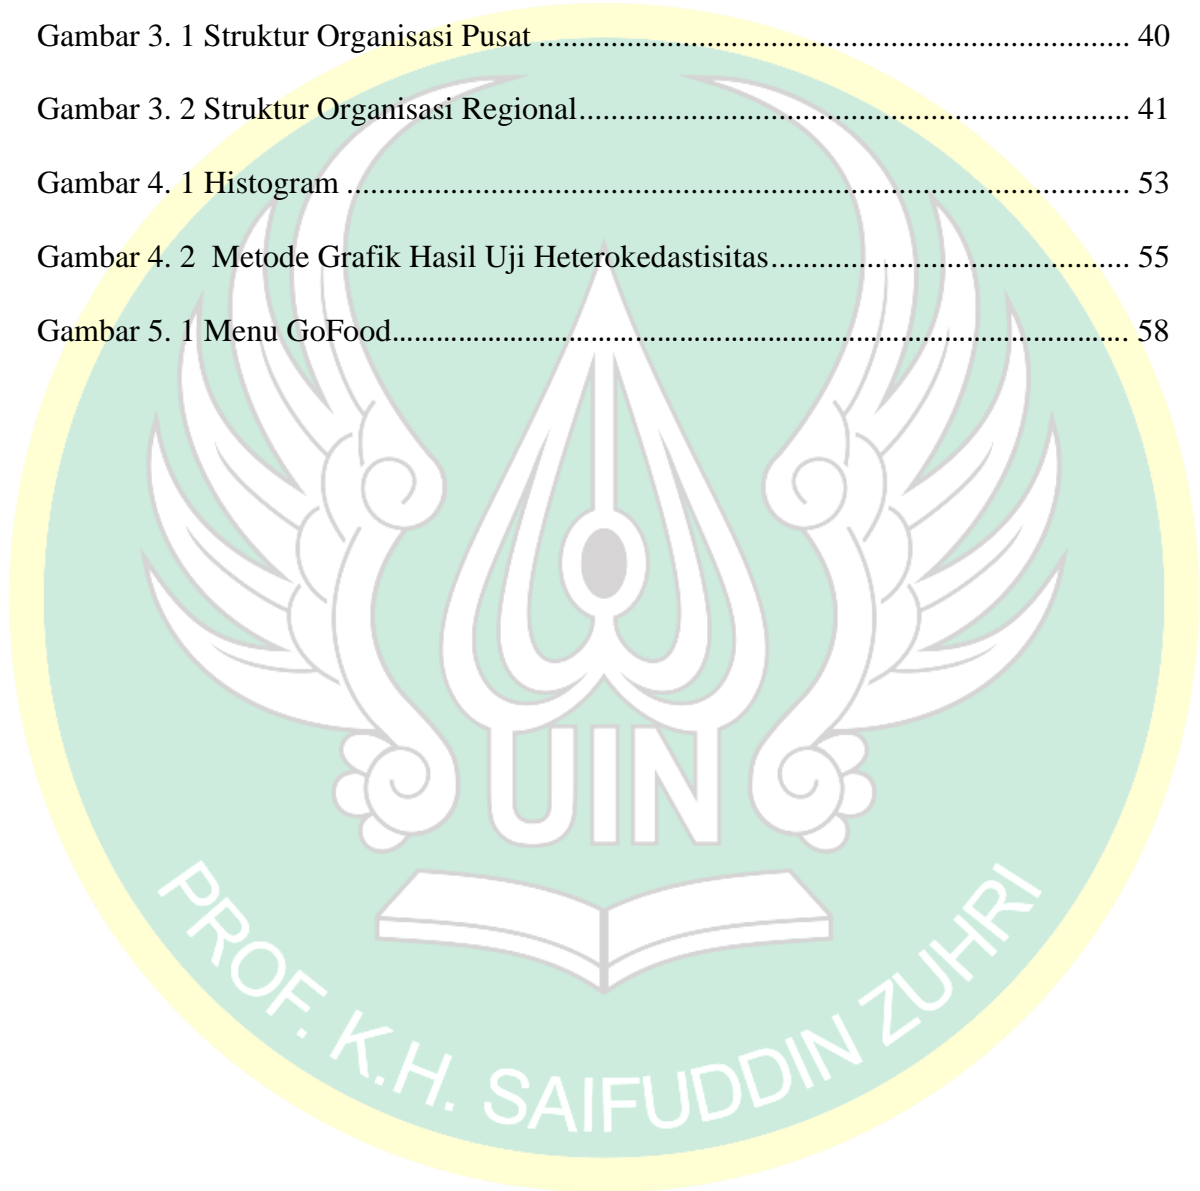 Gambar 3. 1 Struktur Organisasi Pusat ........................................................................... 40
Gambar 3. 2 Struktur Organisasi Regional...................................................................... 41
Gambar 4. 1 Histogram .................................................................................................... 53
Gambar 4. 2  Metode Grafik Hasil Uji Heterokedastisitas.............................................. 55
Gambar 5. 1 Menu GoFood.............................................................................................. 58
UIN
PROF. K.H. SAIFUDDIN ZUHRI